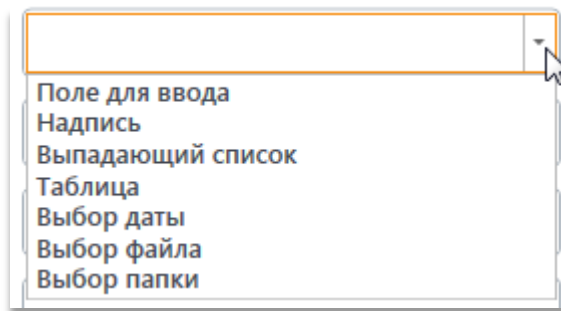 Поле для ввода
Надпись
Выпадающий список
Таблица
Выбор даты
Выбор файла
Выбор папки